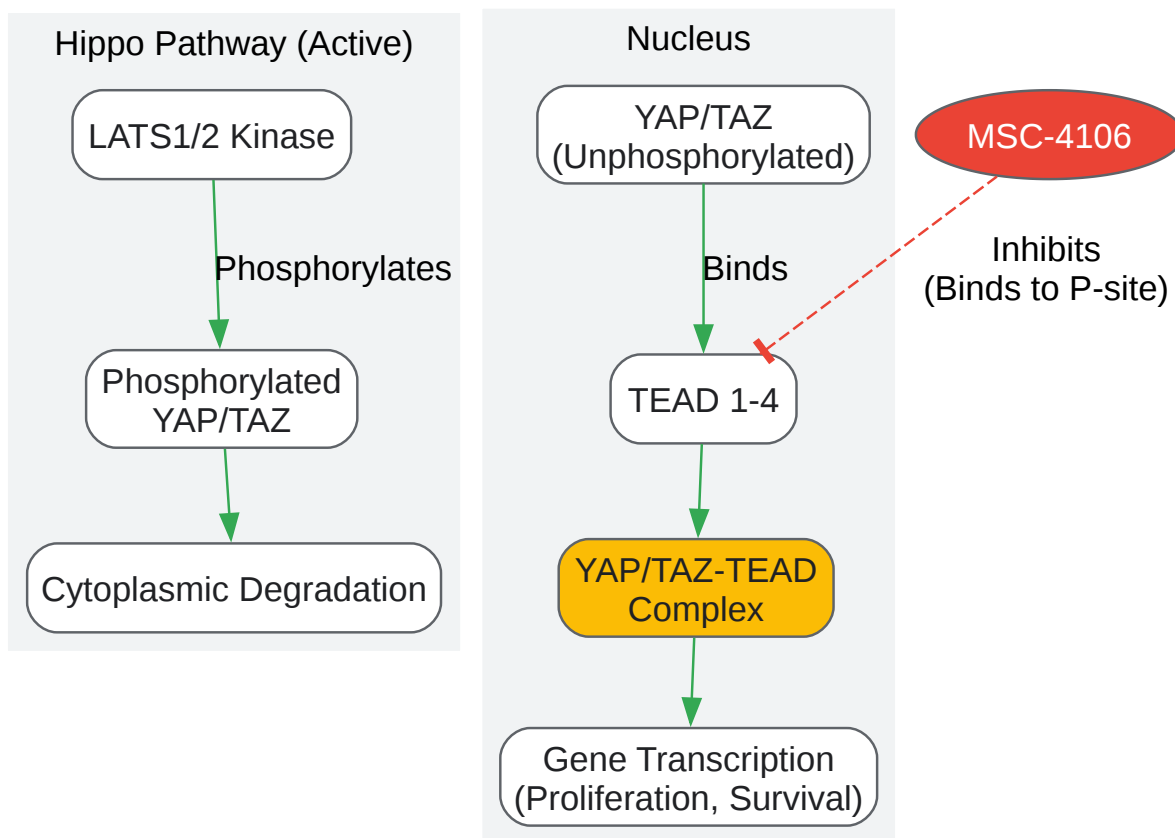 Hippo Pathway (Active)
LATS1/2 Kinase
Phosphorylates
Phosphorylated
YAP/TAZ
Cytoplasmic Degradation
Nucleus
YAP/TAZ
(Unphosphorylated)
Binds
TEAD 1-4
YAP/TAZ-TEAD
Complex
Gene Transcription
(Proliferation, Survival)
MSC-4106
Inhibits
(Binds to P-site)